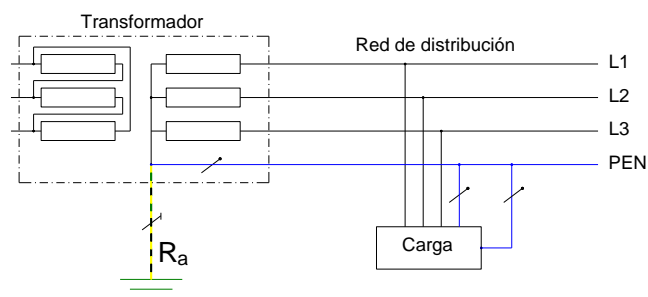 Transformador
Red de distribución
L1
L2
L3
PEN
Ra
Carga